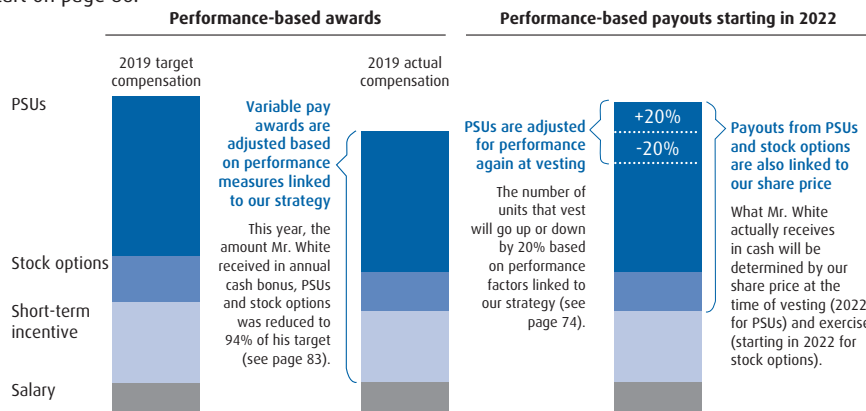 Performance-based awards
Performance-based payouts starting in 2022
2019 target
compensation
2019 actual
compensation
PSUs
Stock options
Short-term
incentive
Salary
Variable pay
awards are
adjusted based
on performance
measures linked
to our strategy
This year, the
amount Mr. White
received in annual
cash bonus, PSUs
and stock options
was reduced to
94% of his target
(see page 83).
PSUs are adjusted
for performance
again at vesting
The number of
units that vest
will go up or down
by 20% based
on performance
factors linked to
our strategy (see
page 74).
+20%
-20%
Payouts from PSUs
and stock options
are also linked to
our share price
What Mr. White
actually receives
in cash will be
determined by our
share price at the
time of vesting (2022
for PSUs) and exercise
(starting in 2022 for
stock options).